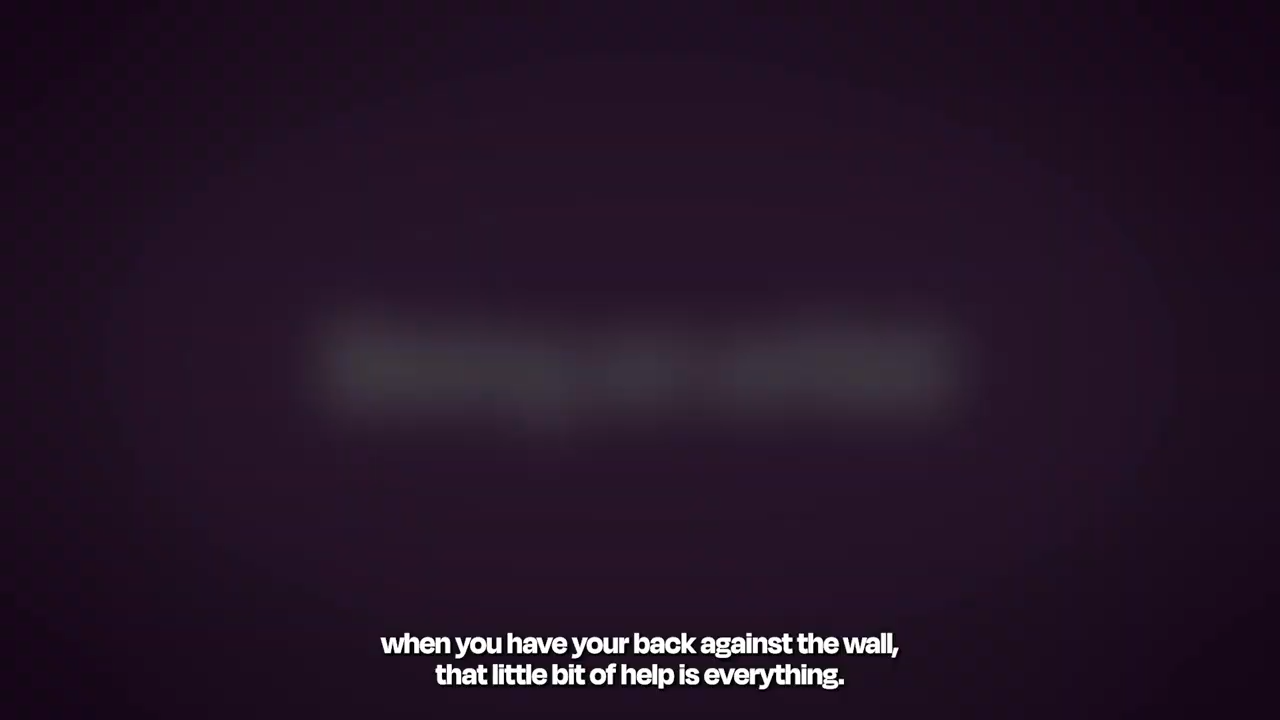 when you have your back against the wall,
that little bit of help is everything.